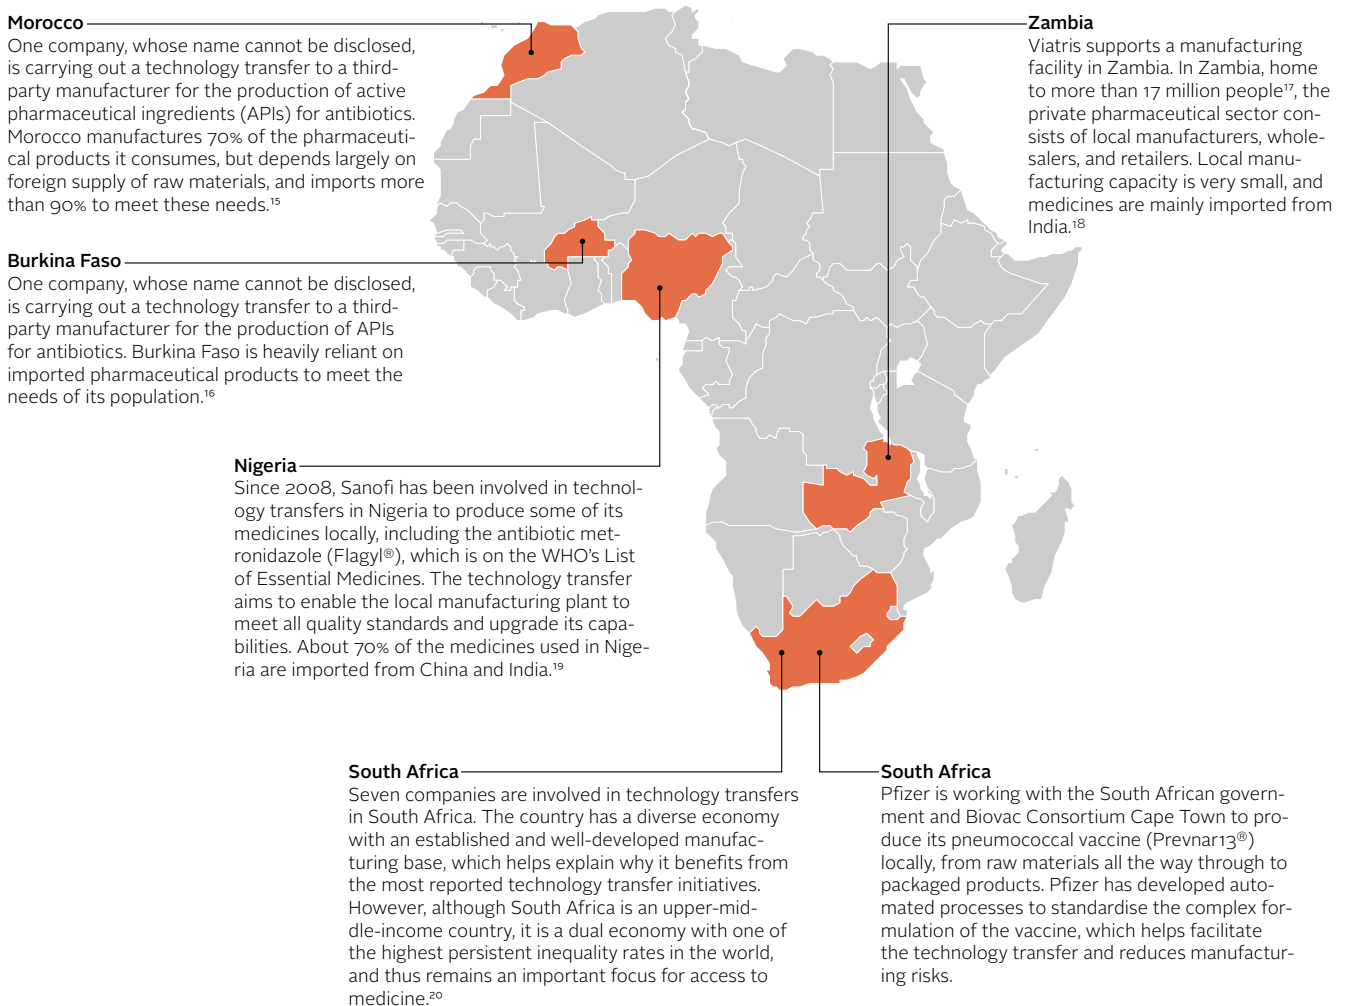 Morocco
One company, whose name cannot be disclosed,
is carrying out a technology transfer to a third-
party manufacturer for the production of active
pharmaceutical ingredients (APIs) for antibiotics.
Morocco manufactures 70% of the pharmaceuti-
cal products it consumes, but depends largely on
foreign supply of raw materials, and imports more
than 90% to meet these needs.¹⁵
Burkina Faso
One company, whose name cannot be disclosed,
is carrying out a technology transfer to a third-
party manufacturer for the production of APIs
for antibiotics. Burkina Faso is heavily reliant on
imported pharmaceutical products to meet the
needs of its population.¹⁶
Zambia
Viatris supports a manufacturing
facility in Zambia. In Zambia, home
to more than 17 million people¹⁷, the
private pharmaceutical sector con-
sists of local manufacturers, whole-
salers, and retailers. Local manu-
facturing capacity is very small, and
medicines are mainly imported from
India.¹⁸
Nigeria
Since 2008, Sanofi has been involved in technol-
ogy transfers in Nigeria to produce some of its
medicines locally, including the antibiotic met-
ronidazole (Flagyl®), which is on the WHO's List
of Essential Medicines. The technology transfer
aims to enable the local manufacturing plant to
meet all quality standards and upgrade its capa-
bilities. About 70% of the medicines used in Nige-
ria are imported from China and India.¹⁹
South Africa
Seven companies are involved in technology transfers
in South Africa. The country has a diverse economy
with an established and well-developed manufac-
turing base, which helps explain why it benefits from
the most reported technology transfer initiatives.
However, although South Africa is an upper-mid-
dle-income country, it is a dual economy with one of
the highest persistent inequality rates in the world,
and thus remains an important focus for access to
medicine.²⁰
South Africa
Pfizer is working with the South African govern-
ment and Biovac Consortium Cape Town to pro-
duce its pneumococcal vaccine (Prevnar13®)
locally, from raw materials all the way through to
packaged products. Pfizer has developed auto-
mated processes to standardise the complex for-
mulation of the vaccine, which helps facilitate
the technology transfer and reduces manufactur-
ing risks.